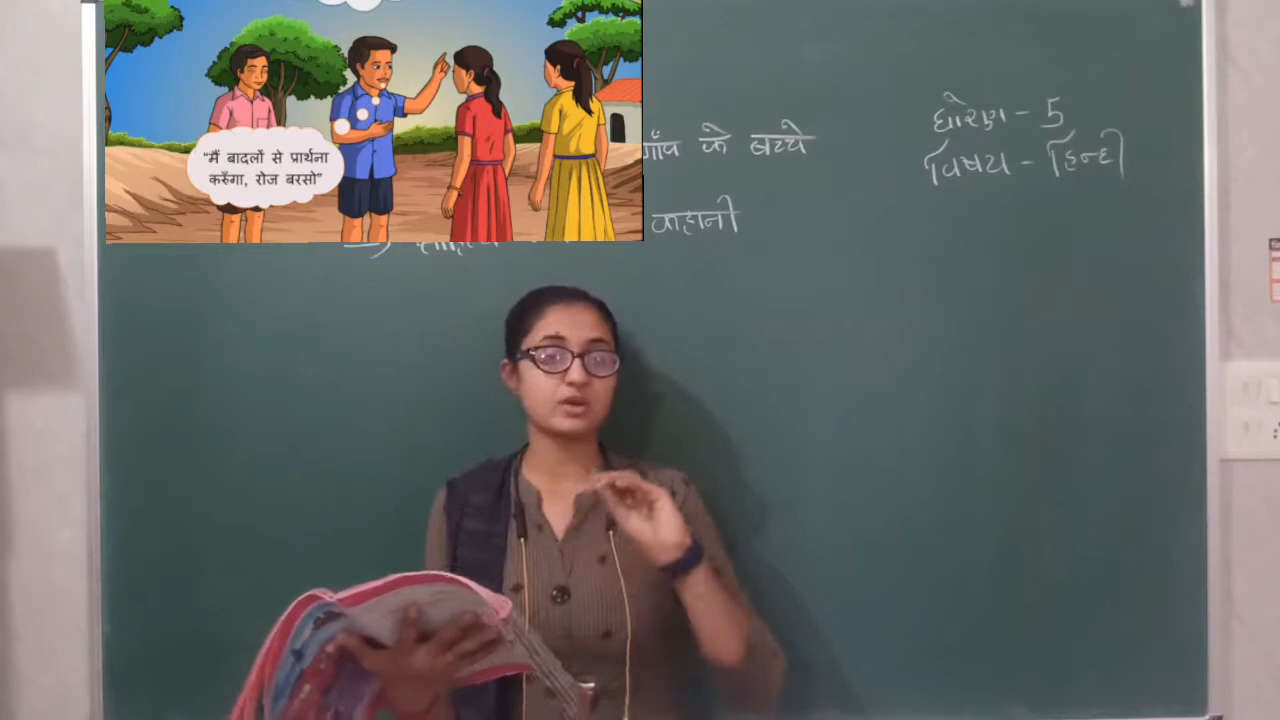 "मैं बादलों से प्रार्थना
करुँगा, रोज बरसो"
गाँव के बच्चे
कहानी
धोरण - 5
विषय - हिन्दी